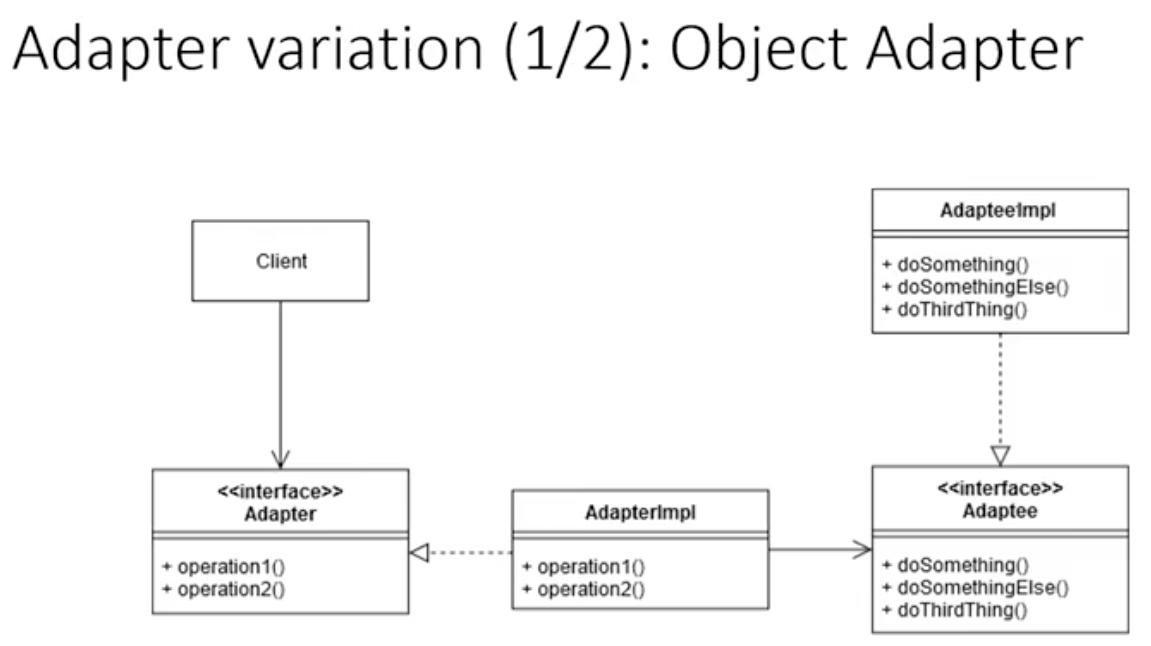 Adapter variation (1/2): Object Adapter
Client
AdapteeImpl
+ doSomething()
+ doSomethingElse()
+ doThirdThing()
<<interface>>
Adapter
+ operation1()
+ operation2()
AdapterImpl
+ operation1()
+ operation2()
<<interface>>
Adaptee
+ doSomething()
+ doSomethingElse()
+ doThirdThing()